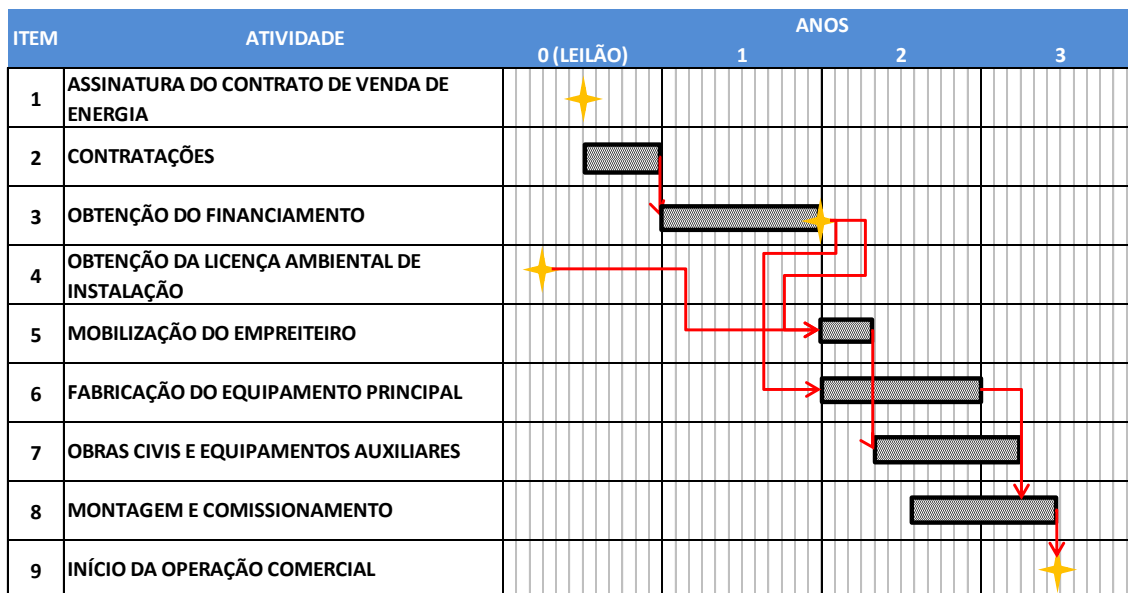 ITEM ATIVIDADE ANOS
0 (LEILÃO) 1 2 3
1 ASSINATURA DO CONTRATO DE VENDA DE
ENERGIA
2 CONTRATAÇÕES
3 OBTENÇÃO DO FINANCIAMENTO
4 OBTENÇÃO DA LICENÇA AMBIENTAL DE
INSTALAÇÃO
5 MOBILIZAÇÃO DO EMPREITEIRO
6 FABRICAÇÃO DO EQUIPAMENTO PRINCIPAL
7 OBRAS CIVIS E EQUIPAMENTOS AUXILIARES
8 MONTAGEM E COMISSIONAMENTO
9 INÍCIO DA OPERAÇÃO COMERCIAL